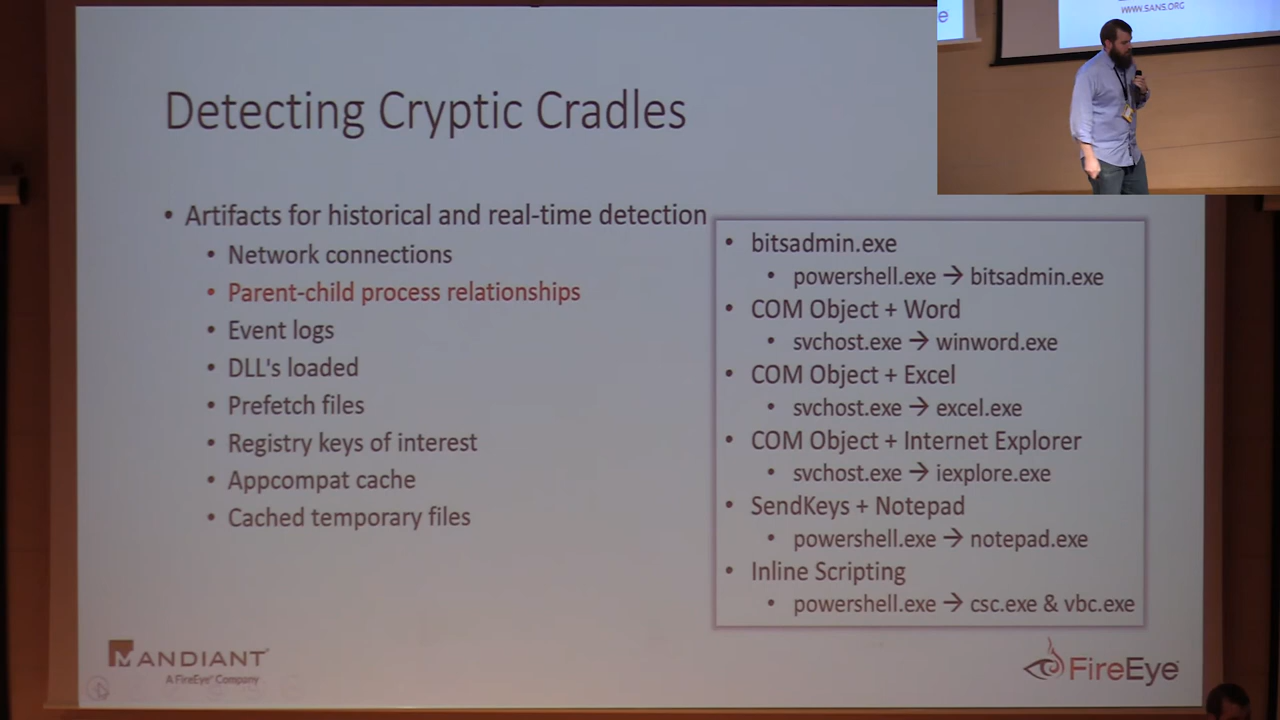 e
WWW.SANS.ORG
Detecting Cryptic Cradles
• Artifacts for historical and real-time detection
• Network connections
• Parent-child process relationships
• Event logs
• DLL's loaded
• Prefetch files
• Registry keys of interest
• Appcompat cache
• Cached temporary files
• bitsadmin.exe
• powershell.exe → bitsadmin.exe
• COM Object + Word
• svchost.exe → winword.exe
• COM Object + Excel
• svchost.exe → excel.exe
• COM Object + Internet Explorer
• svchost.exe → iexplore.exe
• SendKeys + Notepad
• powershell.exe → notepad.exe
• Inline Scripting
• powershell.exe → csc.exe & vbc.exe
MANDIANT
A FireEye® Company
FireEye